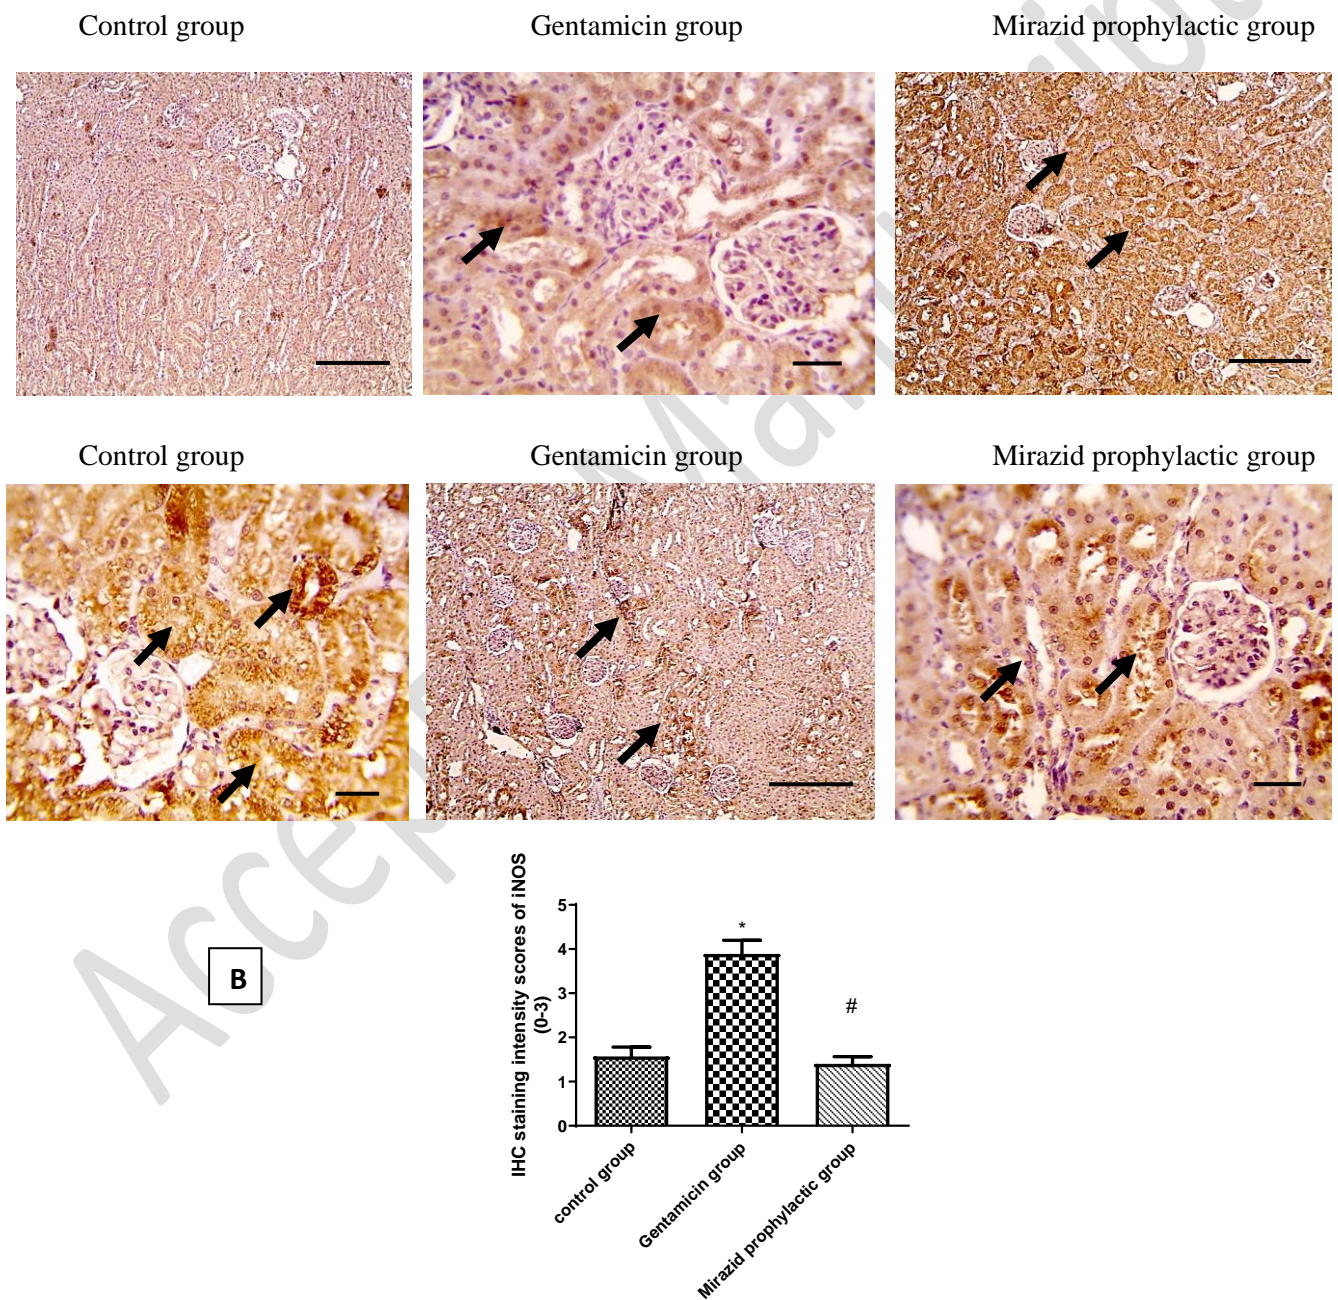 Control group
Gentamicin group
Mirazid prophylactic group
Control group
Gentamicin group
Mirazid prophylactic group
B
IHC staining intensity scores of iNOS
(0-3)
5
4
3
2
1
0
*
#
control group
Gentamicin group
Mirazid prophylactic group